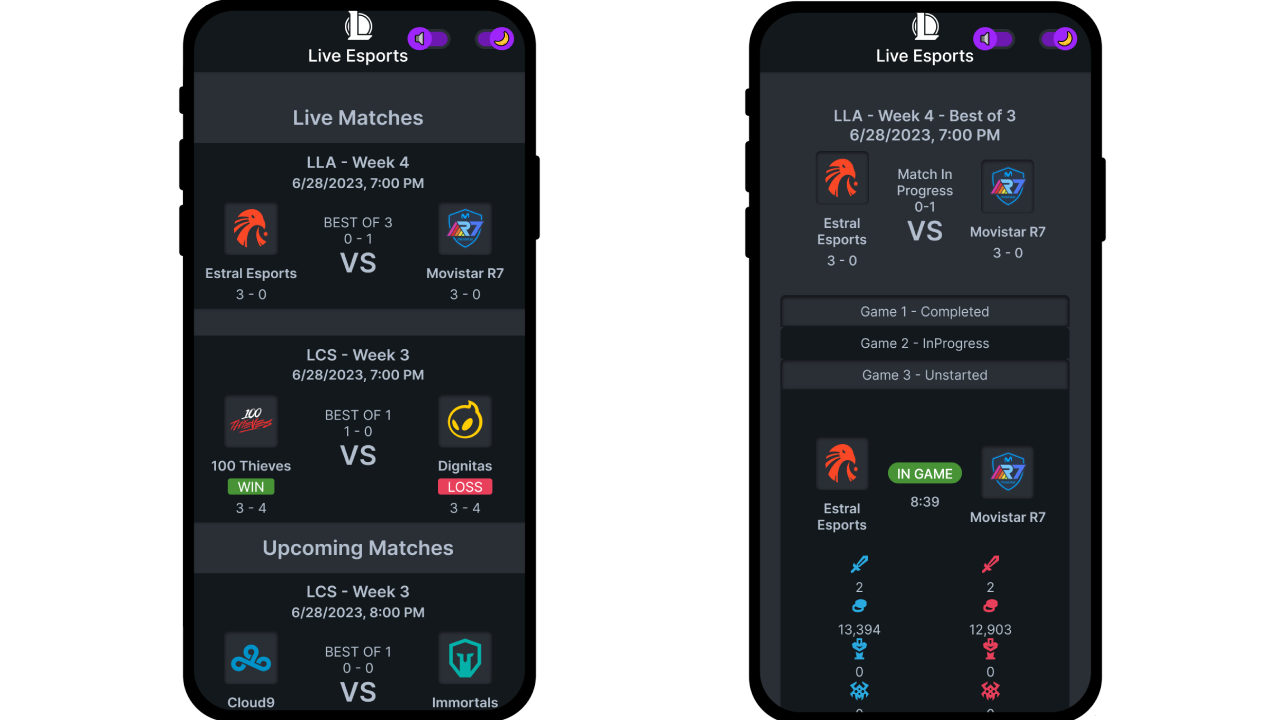 Live Esports
Live Matches
LLA - Week 4
6/28/2023, 7:00 PM
BEST OF 3
0 - 1
VS
Estral Esports
3 - 0
Movistar R7
3 - 0
LCS - Week 3
6/28/2023, 7:00 PM
100
THIEVES
BEST OF 1
1 - 0
VS
100 Thieves
WIN
3 - 4
Dignitas
LOSS
3 - 4
Upcoming Matches
LCS - Week 3
6/28/2023, 8:00 PM
BEST OF 1
0 - 0
VS
Cloud9
Immortals
Live Esports
LLA - Week 4 - Best of 3
6/28/2023, 7:00 PM
Estral
Esports
3 - 0
Match In
Progress
0-1
VS
R7
Movistar R7
3 - 0
Game 1 - Completed
Game 2 - InProgress
Game 3 - Unstarted
Estral
Esports
IN GAME
8:39
R7
Movistar R7
2
2
13,394
12,903
0
0